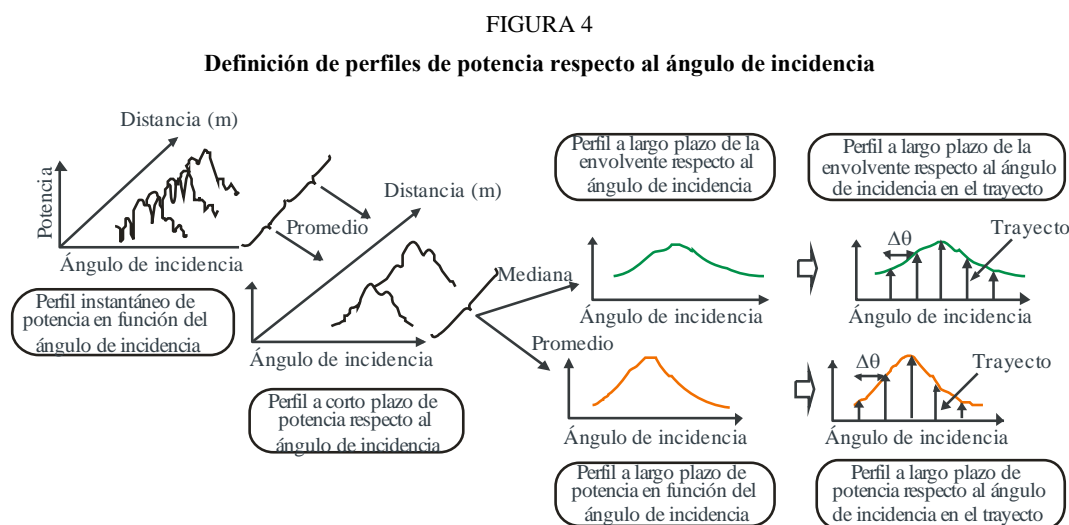 FIGURA 4
Definición de perfiles de potencia respecto al ángulo de incidencia
Distancia (m)
Potencia
Ángulo de incidencia
Perfil instantáneo de
potencia en función del
ángulo de incidencia
Promedio
Distancia (m)
Ángulo de incidencia
Perfil a corto plazo de
potencia respecto al
ángulo de incidencia
Mediana
Promedio
Perfil a largo plazo de la
envolvente respecto al
ángulo de incidencia
Ángulo de incidencia
Perfil a largo plazo de la
envolvente respecto al ángulo
de incidencia en el trayecto
Δθ
Trayecto
Ángulo de incidencia
Ángulo de incidencia
Perfil a largo plazo de
potencia en función del
ángulo de incidencia
Δθ
Trayecto
Ángulo de incidencia
Perfil a largo plazo de
potencia respecto al ángulo
de incidencia en el trayecto